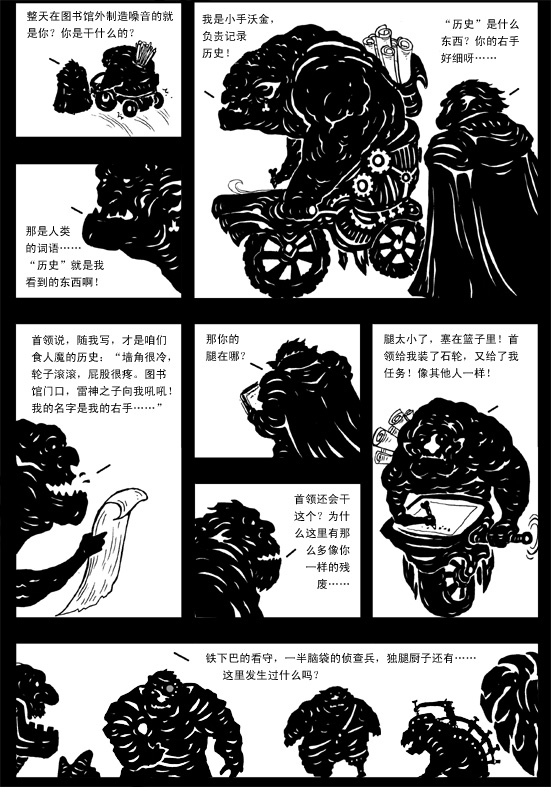 整天在图书馆外制造噪音的就
是你？你是干什么的？
我是小手沃金，
负责记录
历史！
“历史”是什么
东西？你的右手
好细呀……
那是人类
的词语……
“历史”就是我
看到的东西啊！
首领说，随我写，才是咱们
食人魔的历史：“墙角很冷，
轮子滚滚，屁股很疼。图书
馆门口，雷神之子向我吼吼！
我的名字是我的右手……”
那你的
腿在哪？
腿太小了，塞在篮子里！首
领给我装了石轮，又给了我
任务！像其他人一样！
首领还会干
这个？为什
么这里有那
么多像你
一样的残
废……
铁下巴的看守，一半脑袋的侦查兵，独腿厨子还有……
这里发生过什么吗？